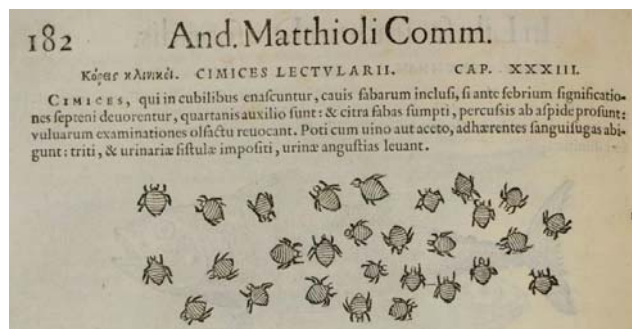 182 And. Matthioli Comm.
Κόρεις κλινικοί. CIMICES LECTVLARII. CAP. XXXIII.
CIMICES, qui in cubilibus enaſcuntur, cauis fabarum incluſi, ſi ante febrium ſignificatio-
nes ſepteni deuorentur, quartanis auxilio ſunt: & citra fabas ſumpti, percuſsis ab aſpide proſunt:
vuluarum examinationes olfactu reuocant. Poti cum uino aut aceto, adhærentes ſanguiſugas abi-
gunt: triti, & urinariæ fiſtulæ impoſiti, urinæ anguſtias leuant.